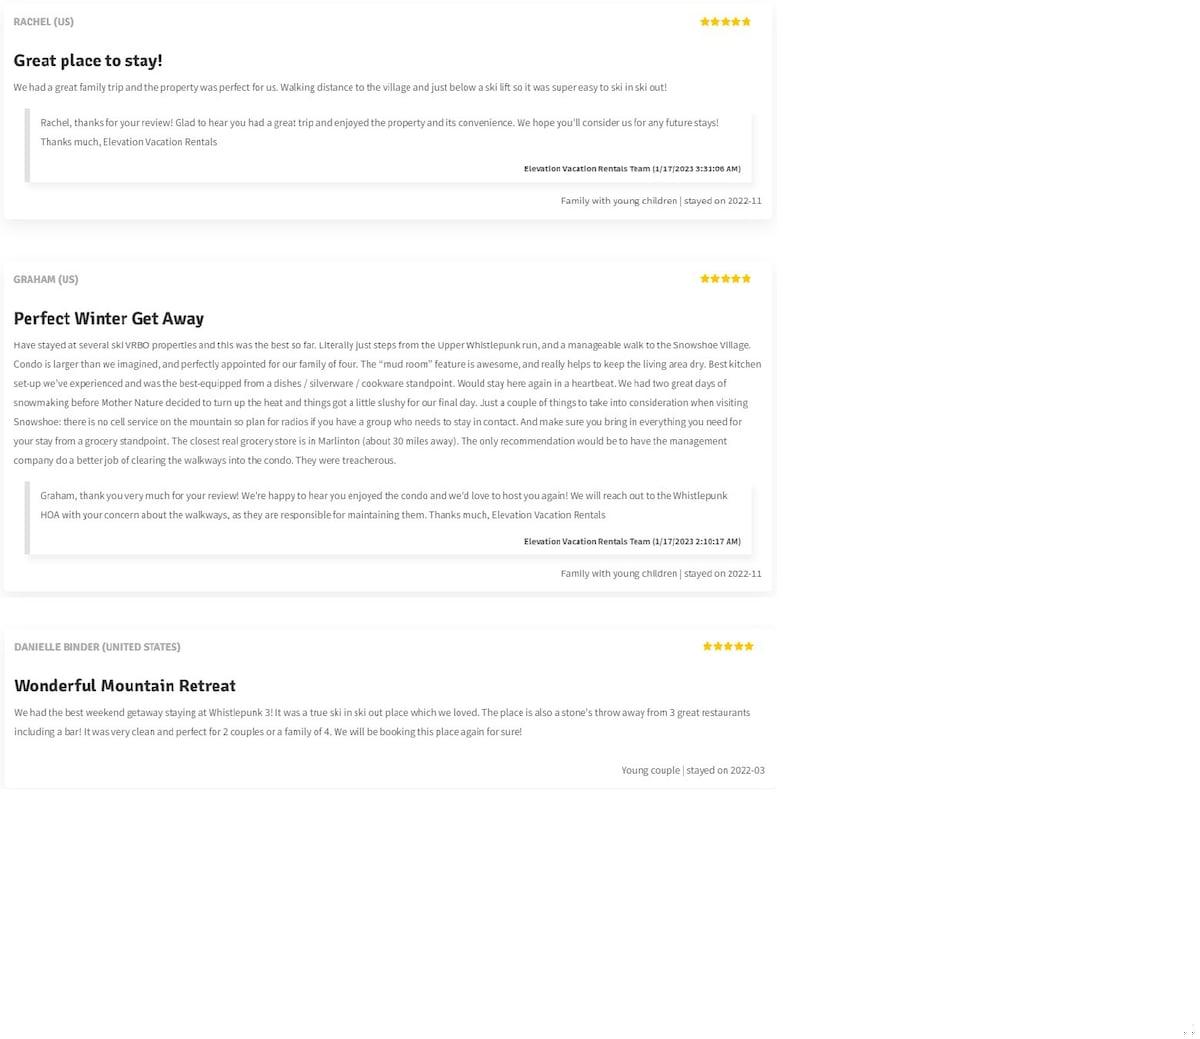 RACHEL (US)
Great place to stay!
We had a great family trip and the property was perfect for us. Walking distance to the village and just below a ski lift so it was super easy to ski in ski out!
Rachel, thanks for your review! Glad to hear you had a great trip and enjoyed the property and its convenience. We hope you'll consider us for any future stays!
Thanks much, Elevation Vacation Rentals
Elevation Vacation Rentals Team (1/17/2023 3:31:06 AM)
Family with young children | stayed on 2022-11
GRAHAM (US)
Perfect Winter Get Away
Have stayed at several ski VRBO properties and this was the best so far. Literally just steps from the Upper Whistlepunk run, and a manageable walk to the Snowshoe Village.
Condo is larger than we imagined, and perfectly appointed for our family of four. The “mud room” feature is awesome, and really helps to keep the living area dry. Best kitchen
set-up we've experienced and was the best-equipped from a dishes / silverware / cookware standpoint. Would stay here again in a heartbeat. We had two great days of
snowmaking before Mother Nature decided to turn up the heat and things got a little slushy for our final day. Just a couple of things to take into consideration when visiting
Snowshoe: there is no cell service on the mountain so plan for radios if you have a group who needs to stay in contact. And make sure you bring in everything you need for
your stay from a grocery standpoint. The closest real grocery store is in Marlinton (about 30 miles away). The only recommendation would be to have the management
company do a better job of clearing the walkways into the condo. They were treacherous.
Graham, thank you very much for your review! We're happy to hear you enjoyed the condo and we'd love to host you again! We will reach out to the Whistlepunk
HOA with your concern about the walkways, as they are responsible for maintaining them. Thanks much, Elevation Vacation Rentals
Elevation Vacation Rentals Team (1/17/2023 2:10:17 AM)
Family with young children | stayed on 2022-11
DANIELLE BINDER (UNITED STATES)
Wonderful Mountain Retreat
We had the best weekend getaway staying at Whistlepunk 3! It was a true ski in ski out place which we loved. The place is also a stone's throw away from 3 great restaurants
including a bar! It was very clean and perfect for 2 couples or a family of 4. We will be booking this place again for sure!
Young couple | stayed on 2022-03